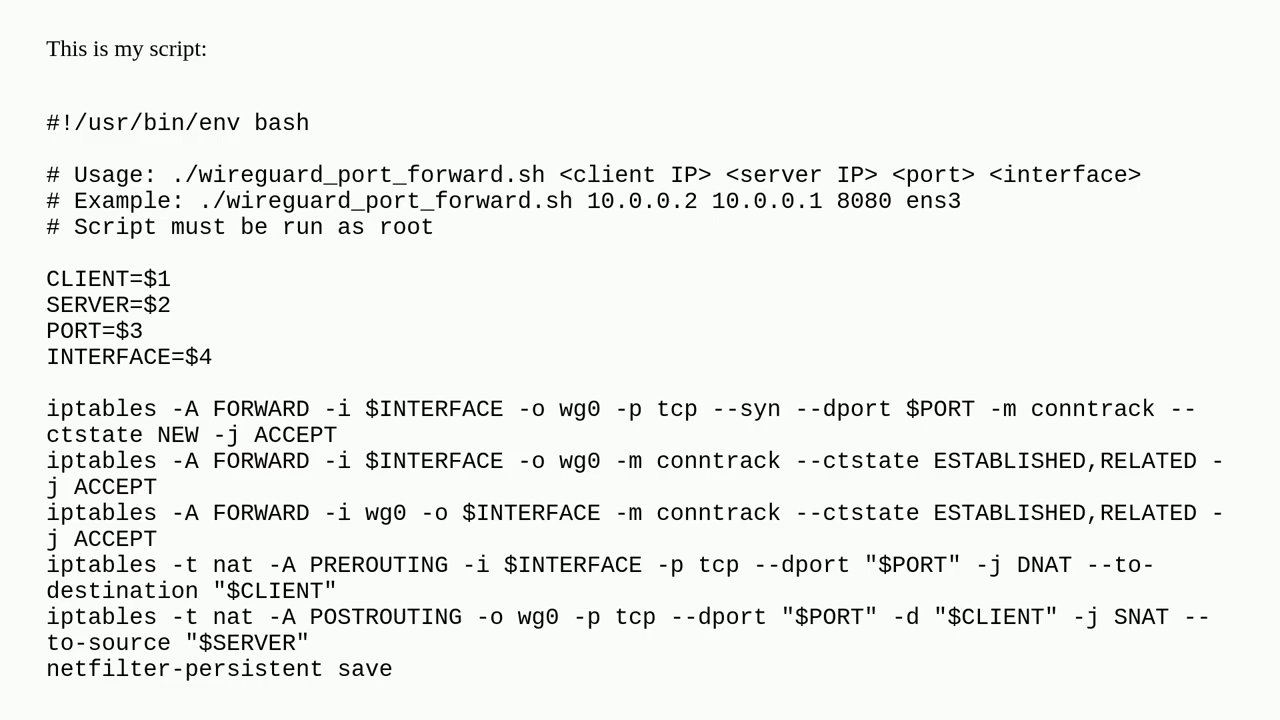 This is my script:
#!/usr/bin/env bash
# Usage: ./wireguard_port_forward.sh <client IP> <server IP> <port> <interface>
# Example: ./wireguard_port_forward.sh 10.0.0.2 10.0.0.1 8080 ens3
# Script must be run as root
CLIENT=$1
SERVER=$2
PORT=$3
INTERFACE=$4
iptables -A FORWARD -i $INTERFACE -o wg0 -p tcp --syn --dport $PORT -m conntrack --
ctstate NEW -j ACCEPT
iptables -A FORWARD -i $INTERFACE -o wg0 -m conntrack --ctstate ESTABLISHED,RELATED -
j ACCEPT
iptables -A FORWARD -i wg0 -o $INTERFACE -m conntrack --ctstate ESTABLISHED,RELATED -
j ACCEPT
iptables -t nat -A PREROUTING -i $INTERFACE -p tcp --dport "$PORT" -j DNAT --to-
destination "$CLIENT"
iptables -t nat -A POSTROUTING -o wg0 -p tcp --dport "$PORT" -d "$CLIENT" -j SNAT --
to-source "$SERVER"
netfilter-persistent save